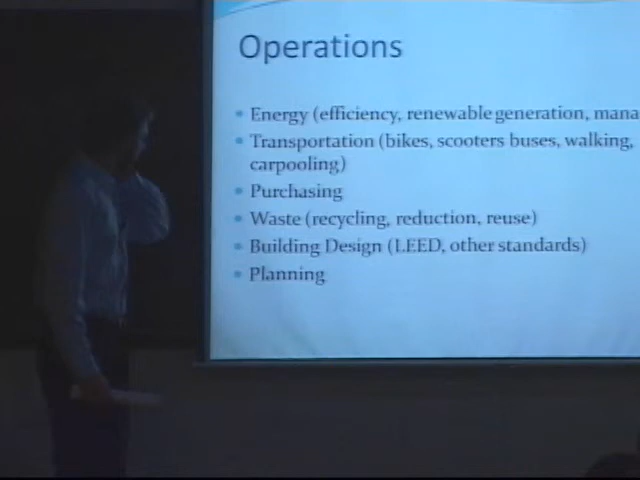 Operations
Energy (efficiency, renewable generation, mana
Transportation (bikes, scooters buses, walking,
carpooling)
Purchasing
Waste (recycling, reduction, reuse)
Building Design (LEED, other standards)
Planning